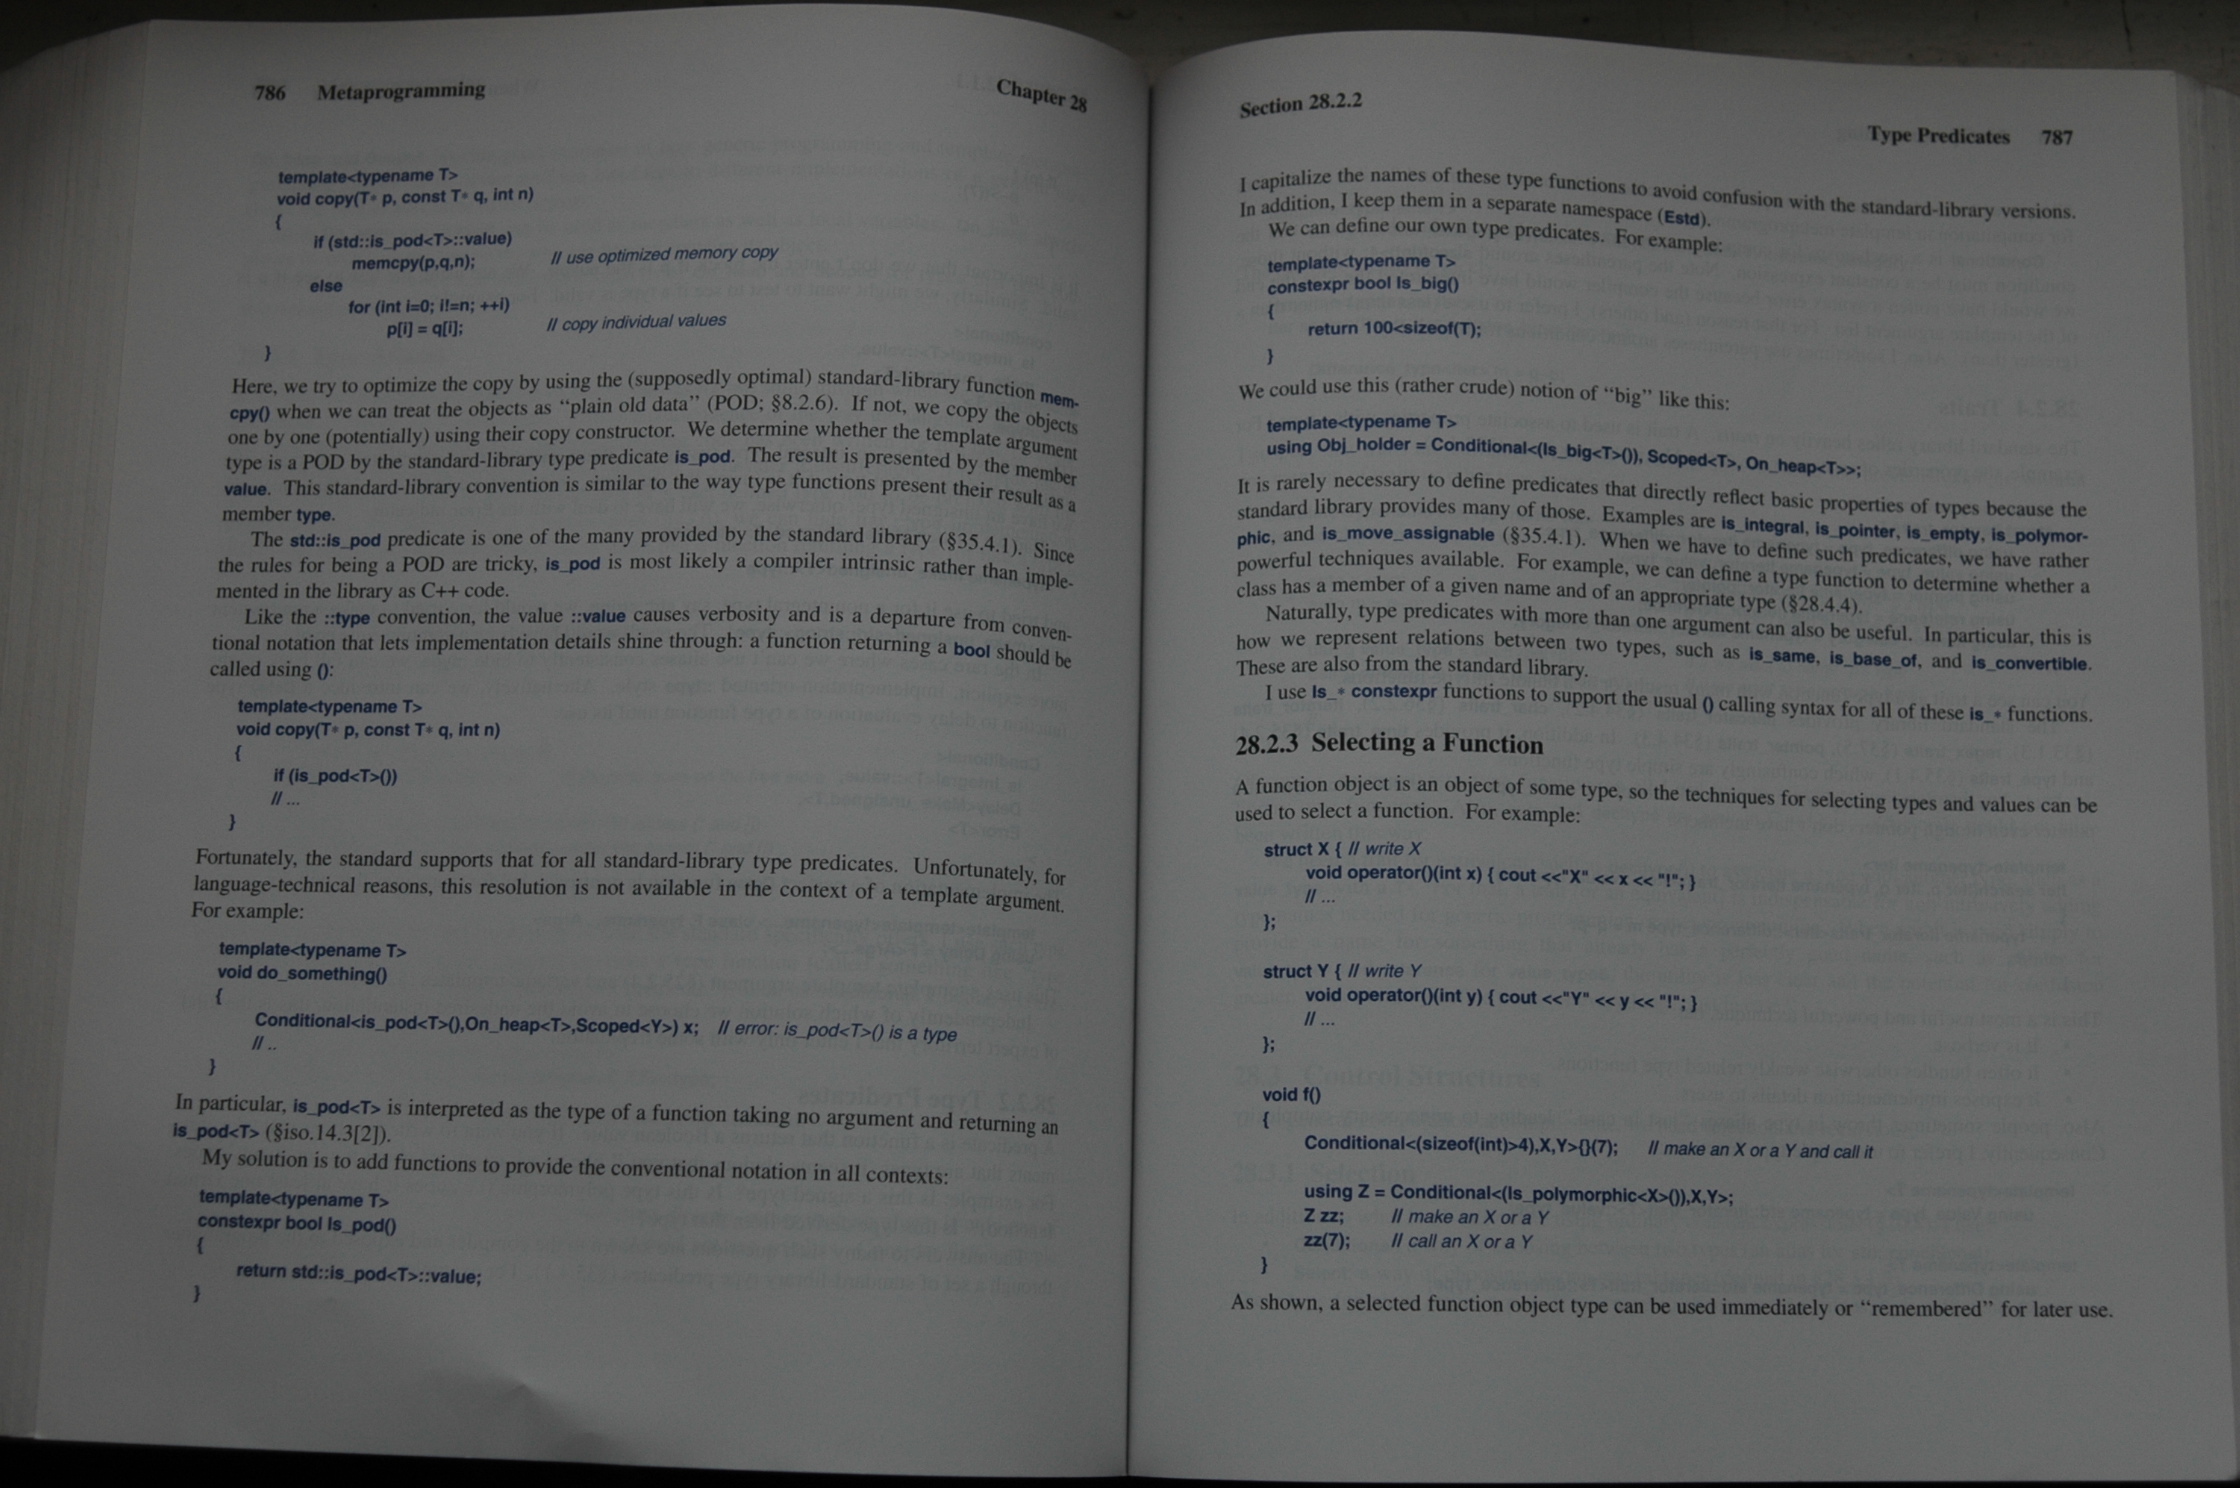 786 Metaprogramming Chapter 28
template<typename T>
void copy(T* p, const T* q, int n)
{
if (std::is_pod<T>::value)
memcpy(p,q,n); // use optimized memory copy
else
for (int i=0; i!=n; ++i)
p[i] = q[i]; // copy individual values
}
Here, we try to optimize the copy by using the (supposedly optimal) standard-library function mem-
cpy() when we can treat the objects as “plain old data” (POD; §8.2.6). If not, we copy the objects
one by one (potentially) using their copy constructor. We determine whether the template argument
type is a POD by the standard-library type predicate is_pod. The result is presented by the member
value. This standard-library convention is similar to the way type functions present their result as a
member type.
The std::is_pod predicate is one of the many provided by the standard library (§35.4.1). Since
the rules for being a POD are tricky, is_pod is most likely a compiler intrinsic rather than imple-
mented in the library as C++ code.
Like the ::type convention, the value ::value causes verbosity and is a departure from conven-
tional notation that lets implementation details shine through: a function returning a bool should be
called using ():
template<typename T>
void copy(T* p, const T* q, int n)
{
if (is_pod<T>())
// ...
}
Fortunately, the standard supports that for all standard-library type predicates. Unfortunately, for
language-technical reasons, this resolution is not available in the context of a template argument.
For example:
template<typename T>
void do_something()
{
Conditional<is_pod<T>(),On_heap<T>,Scoped<Y>) x; // error: is_pod<T>() is a type
// ..
}
In particular, is_pod<T> is interpreted as the type of a function taking no argument and returning an
is_pod<T> (§iso.14.3[2]).
My solution is to add functions to provide the conventional notation in all contexts:
template<typename T>
constexpr bool Is_pod()
{
return std::is_pod<T>::value;
}
Section 28.2.2 Type Predicates 787
I capitalize the names of these type functions to avoid confusion with the standard-library versions.
In addition, I keep them in a separate namespace (Estd).
We can define our own type predicates. For example:
template<typename T>
constexpr bool Is_big()
{
return 100<sizeof(T);
}
We could use this (rather crude) notion of “big” like this:
template<typename T>
using Obj_holder = Conditional<(Is_big<T>()), Scoped<T>, On_heap<T>>;
It is rarely necessary to define predicates that directly reflect basic properties of types because the
standard library provides many of those. Examples are is_integral, is_pointer, is_empty, is_polymor-
phic, and is_move_assignable (§35.4.1). When we have to define such predicates, we have rather
powerful techniques available. For example, we can define a type function to determine whether a
class has a member of a given name and of an appropriate type (§28.4.4).
Naturally, type predicates with more than one argument can also be useful. In particular, this is
how we represent relations between two types, such as is_same, is_base_of, and is_convertible.
These are also from the standard library.
I use Is_* constexpr functions to support the usual () calling syntax for all of these is_* functions.
28.2.3 Selecting a Function
A function object is an object of some type, so the techniques for selecting types and values can be
used to select a function. For example:
struct X { // write X
void operator()(int x) { cout <<"X" << x << "!"; }
// ...
};
struct Y { // write Y
void operator()(int y) { cout <<"Y" << y << "!"; }
// ...
};
void f()
{
Conditional<(sizeof(int)>4),X,Y>{}(7); // make an X or a Y and call it
using Z = Conditional<(Is_polymorphic<X>()),X,Y>;
Z zz; // make an X or a Y
zz(7); // call an X or a Y
}
As shown, a selected function object type can be used immediately or “remembered” for later use.